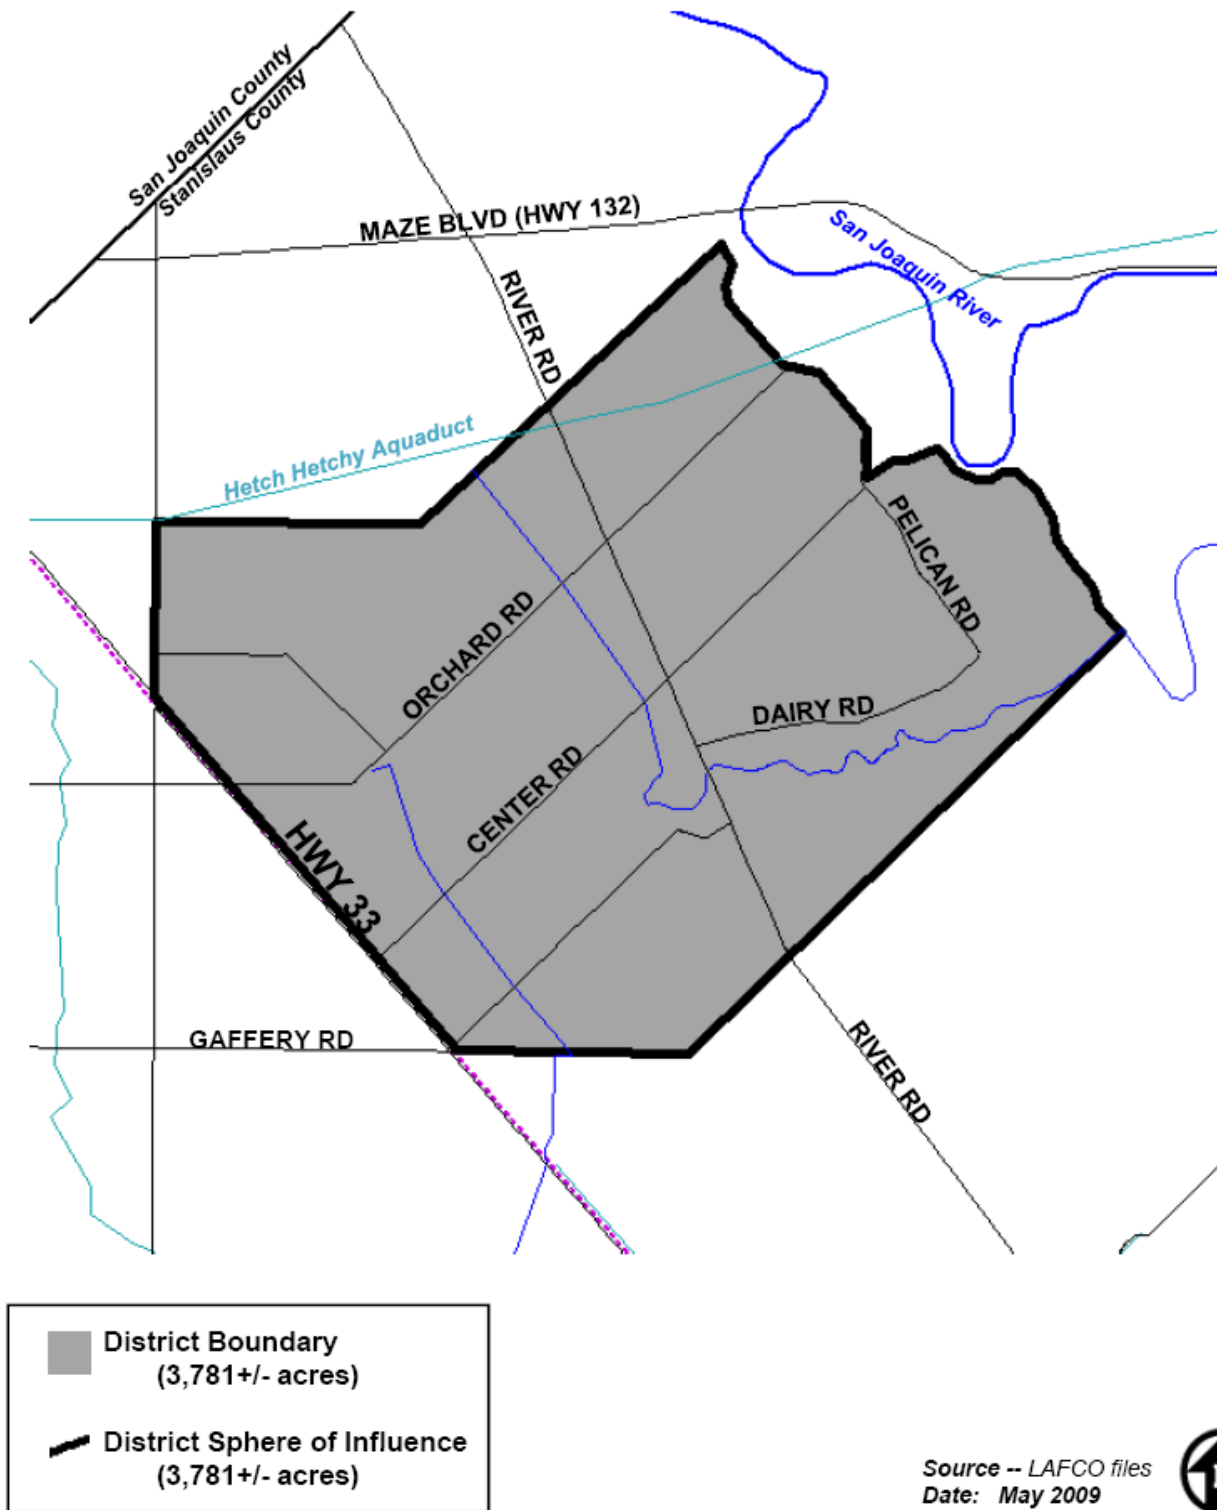 San Joaquin County
Stanislaus County
MAZE BLVD (HWY 132)
San Joaquin River
RIVER RD
Hetch Hetchy Aquaduct
PELICAN RD
ORCHARD RD
DAIRY RD
CENTER RD
HWY 33
GAFFERY RD
RIVER RD
District Boundary
(3,781+/- acres)
District Sphere of Influence
(3,781+/- acres)
Source -- LAFCO files
Date: May 2009